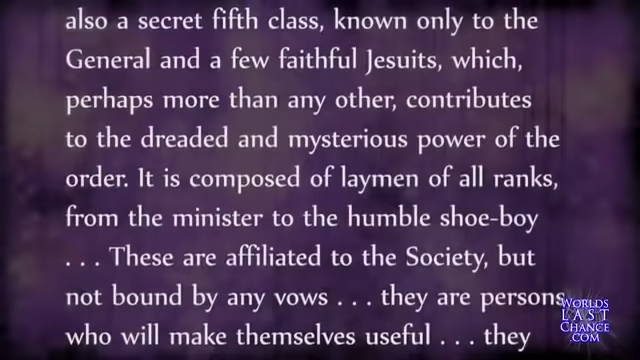 also a secret fifth class, known only to the
General and a few faithful Jesuits, which,
perhaps more than any other, contributes
to the dreaded and mysterious power of the
order. It is composed of laymen of all ranks,
from the minister to the humble shoe-boy
. . . These are affiliated to the Society, but
not bound by any vows . . . they are persons
who will make themselves useful . . . they
WORLDS
LAST
CHANCE
.COM